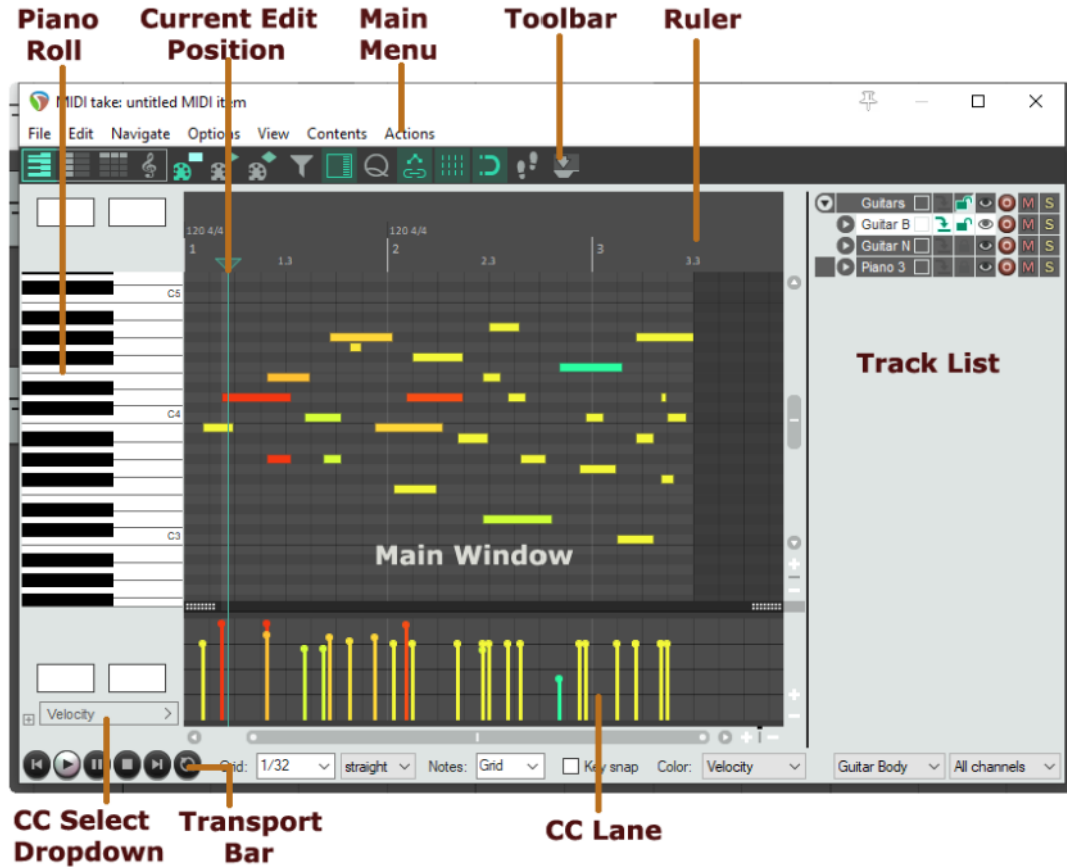 Piano Roll
Current Edit Position
Main Menu
Toolbar
Ruler
MIDI take: untitled MIDI item
File Edit Navigate Options View Contents Actions
120 4/4 120 4/4
1 1.3 2 2.3 3 3.3
Guitars M S
Guitar B M S
Guitar N M S
Piano 3 M S
C5
C4
C3
Track List
Main Window
Velocity
Grid: 1/32 straight Notes: Grid Key snap Color: Velocity Guitar Body All channels
CC Select Dropdown
Transport Bar
CC Lane